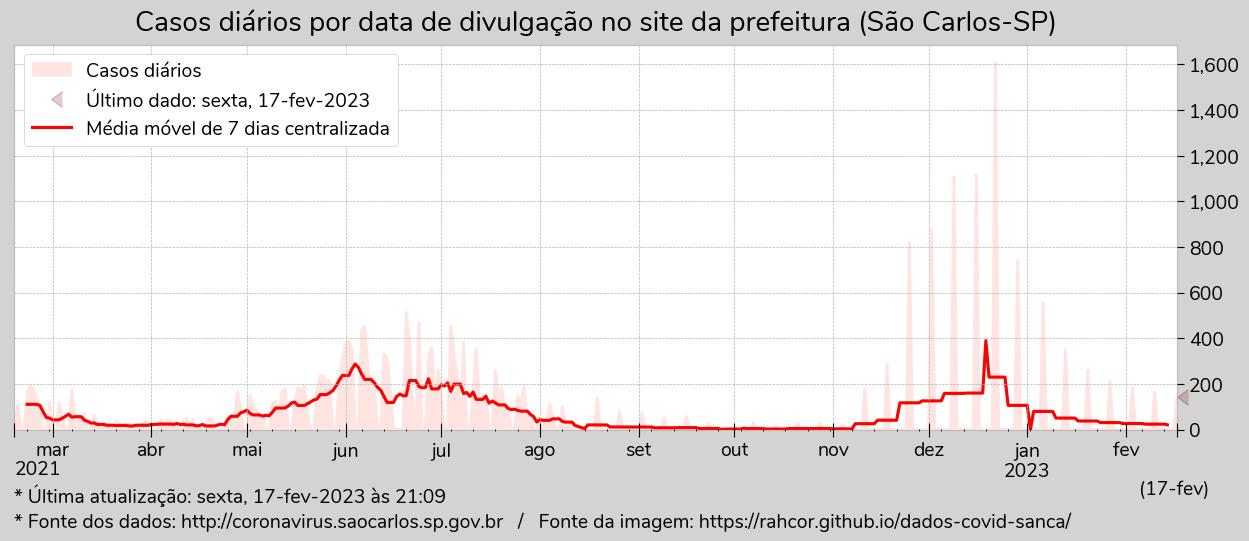 Casos diários por data de divulgação no site da prefeitura (São Carlos-SP)
Casos diários
Último dado: sexta, 17-fev-2023
Média móvel de 7 dias centralizada
1,600
1,400
1,200
1,000
800
600
400
200
0
mar abr mai jun jul ago set out nov dez jan fev
2021 2023
(17-fev)
* Última atualização: sexta, 17-fev-2023 às 21:09
* Fonte dos dados: http://coronavirus.saocarlos.sp.gov.br / Fonte da imagem: https://rahcor.github.io/dados-covid-sanca/